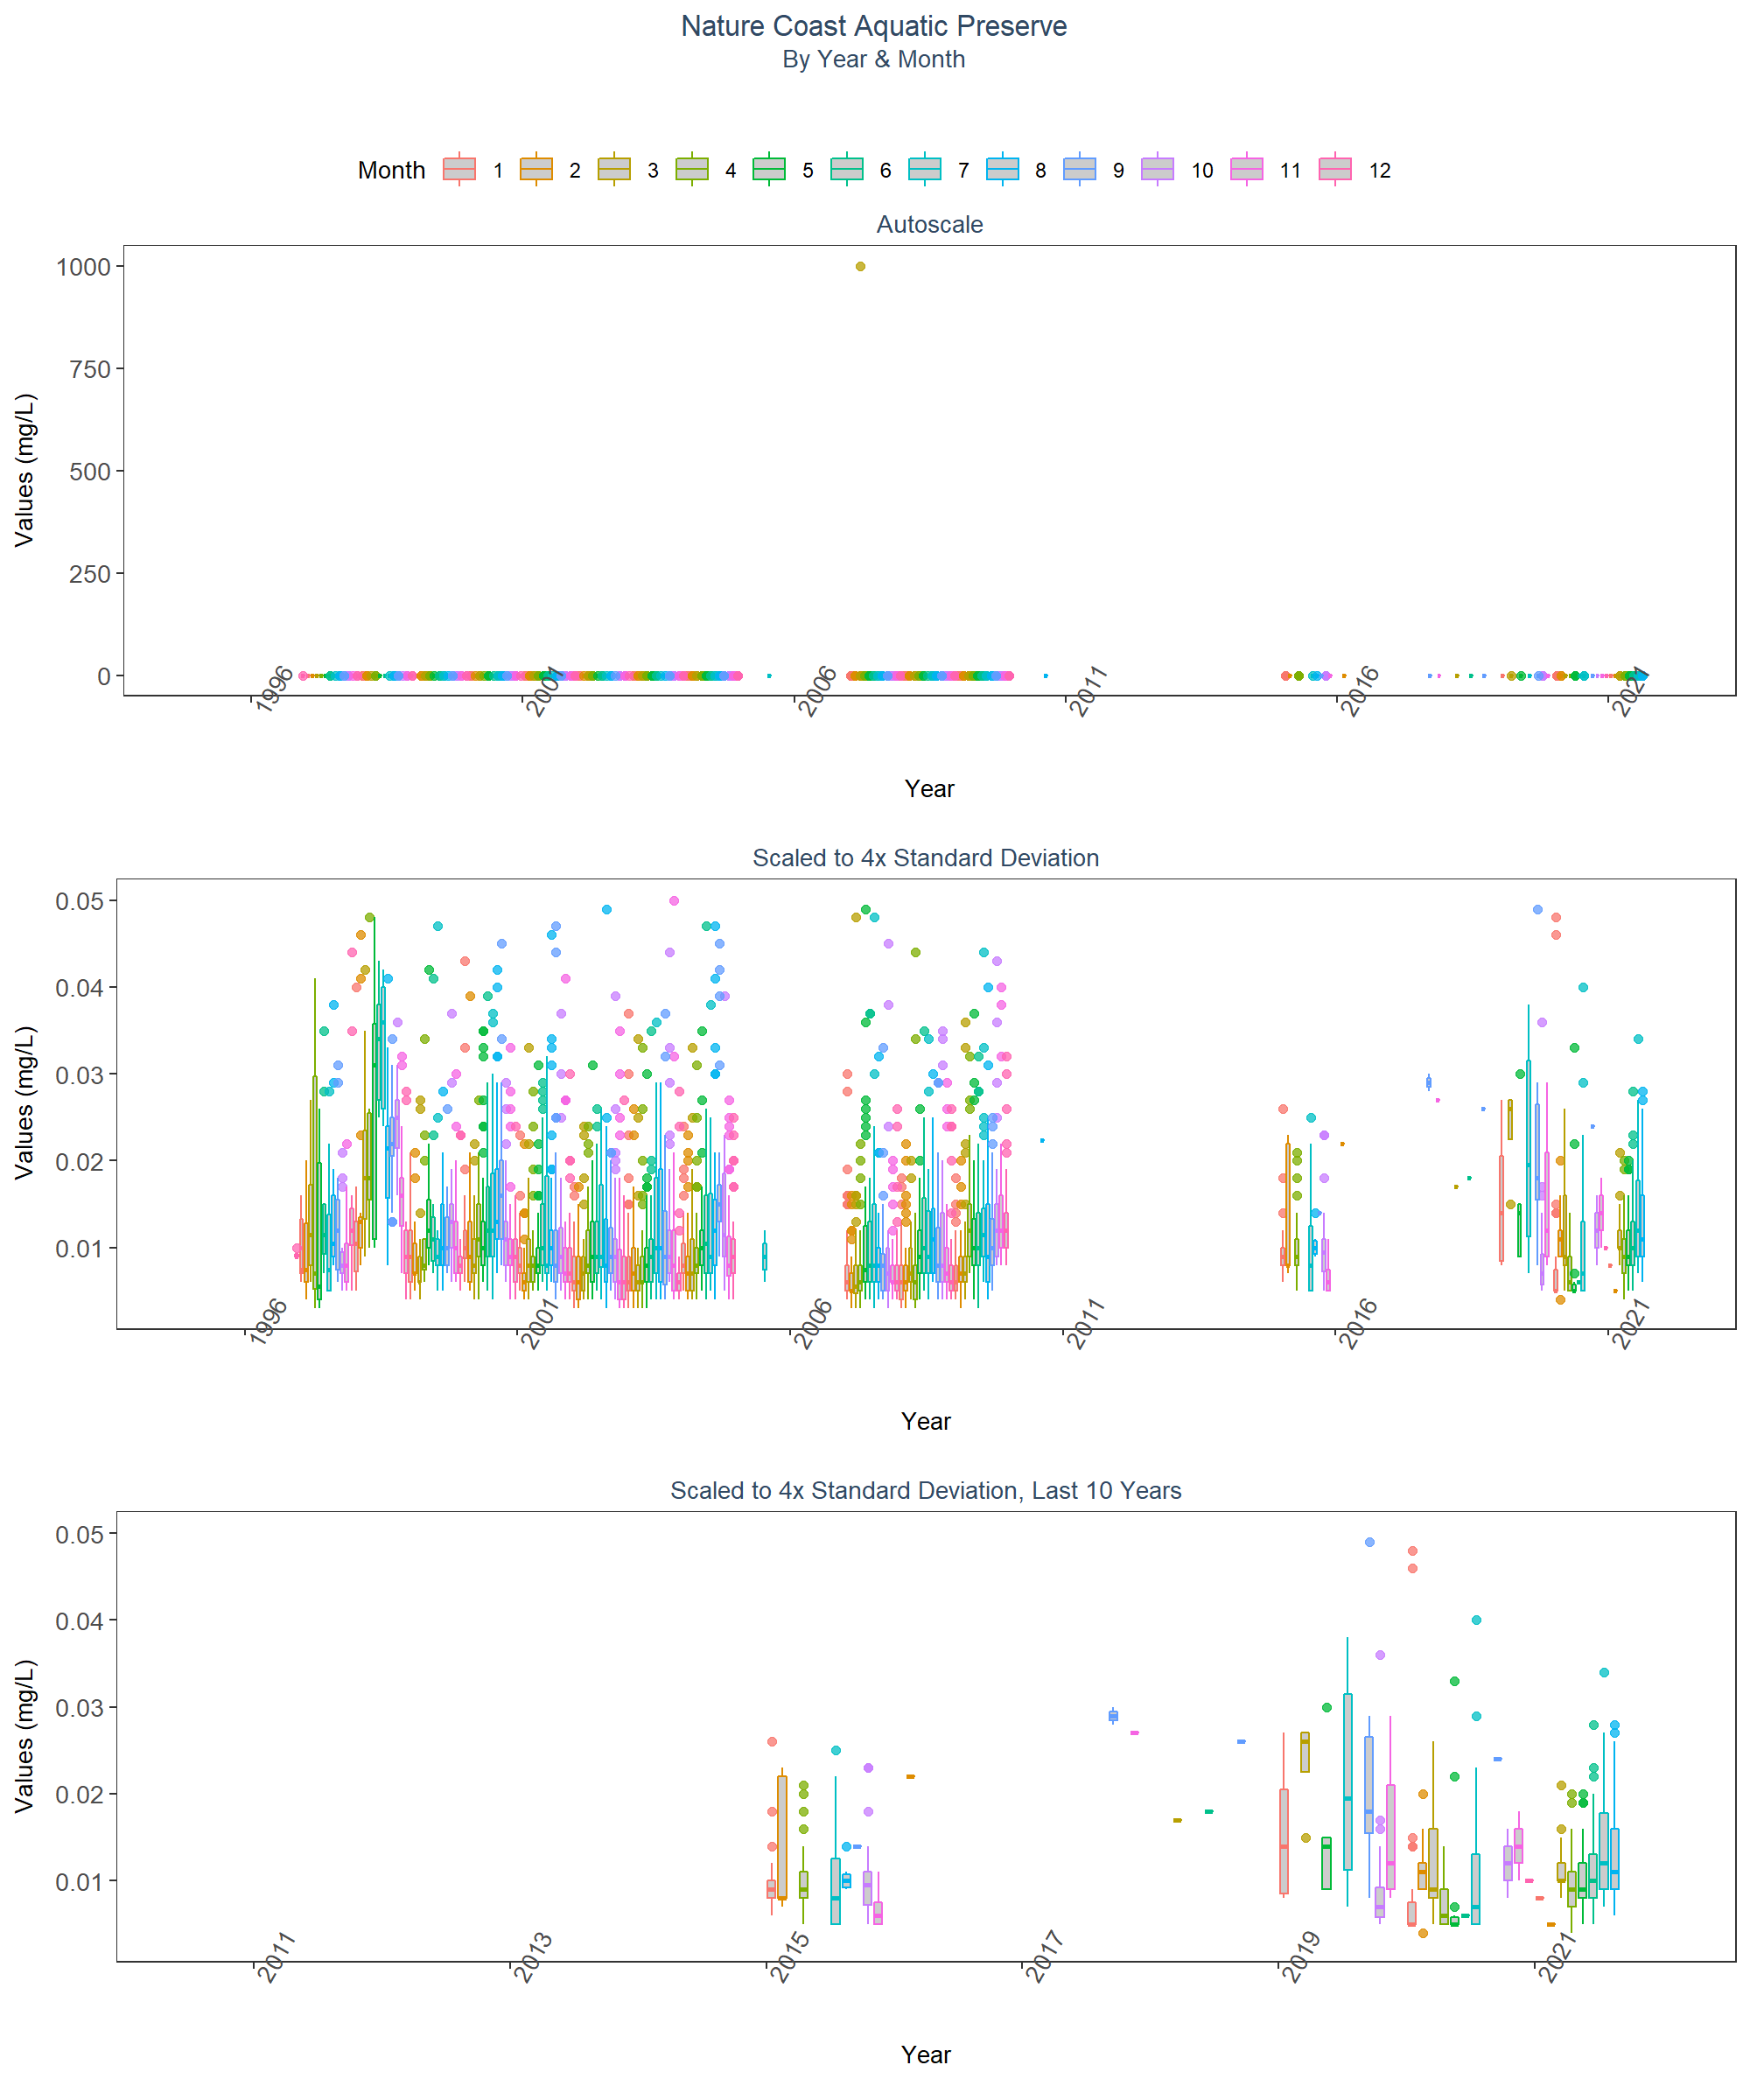 Nature Coast Aquatic Preserve
By Year & Month
Month 1 2 3 4 5 6 7 8 9 10 11 12
Autoscale
1000
750
500
250
0
Values (mg/L)
1996 2001 2006 2011 2016 2021
Year
Scaled to 4x Standard Deviation
0.05
0.04
0.03
0.02
0.01
Values (mg/L)
1996 2001 2006 2011 2016 2021
Year
Scaled to 4x Standard Deviation, Last 10 Years
0.05
0.04
0.03
0.02
0.01
Values (mg/L)
2011 2013 2015 2017 2019 2021
Year